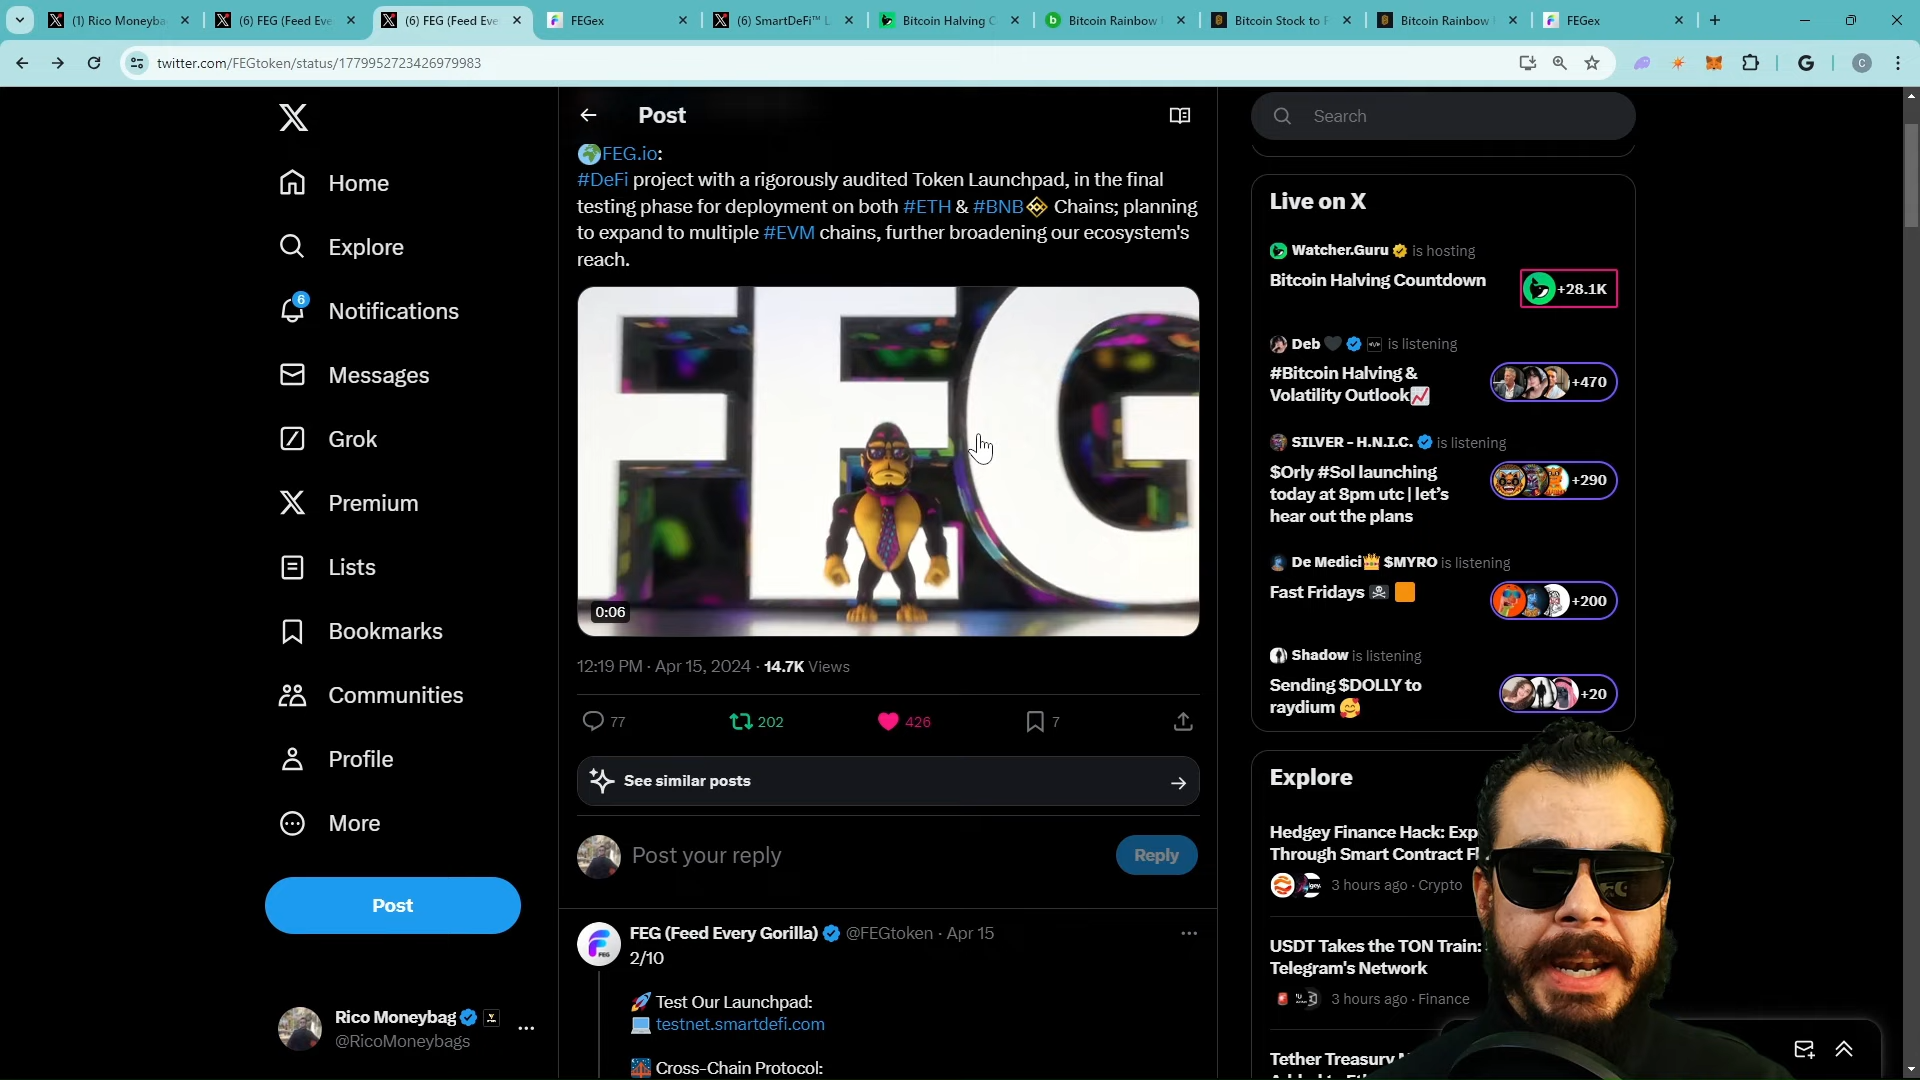 (1) Rico Moneyba
(6) FEG (Feed Eve
(6) FEG (Feed Eve
FEGex
(6) SmartDeFi™ L
Bitcoin Halving C
Bitcoin Rainbow
Bitcoin Stock to F
Bitcoin Rainbow
FEGex
twitter.com/FEGtoken/status/1779952723426979983
G
C
Home
Explore
6
Notifications
Messages
Grok
Premium
Lists
Bookmarks
Communities
Profile
More
Post
Rico Moneybag
@RicoMoneybags
Post
🌍FEG.io:
#DeFi project with a rigorously audited Token Launchpad, in the final
testing phase for deployment on both #ETH & #BNB Chains; planning
to expand to multiple #EVM chains, further broadening our ecosystem's
reach.
FEG
0:06
12:19 PM · Apr 15, 2024 · 14.7K Views
77
202
426
7
See similar posts
Post your reply
Reply
FEG (Feed Every Gorilla) @FEGtoken · Apr 15
FEG
2/10
🚀 Test Our Launchpad:
💻 testnet.smartdefi.com
🌉 Cross-Chain Protocol:
Search
Live on X
Watcher.Guru is hosting
Bitcoin Halving Countdown
+28.1K
Deb 🖤 is listening
#Bitcoin Halving &
Volatility Outlook📈
+470
SILVER - H.N.I.C. is listening
$Orly #Sol launching
today at 8pm utc | let's
hear out the plans
+290
De Medici👑 $MYRO is listening
Fast Fridays ☠️ 🟧
+200
Shadow is listening
Sending $DOLLY to
raydium 🥰
+20
Explore
Hedgey Finance Hack: Exp
Through Smart Contract Fl
3 hours ago · Crypto
USDT Takes the TON Train:
Telegram's Network
3 hours ago · Finance
Tether Treasury